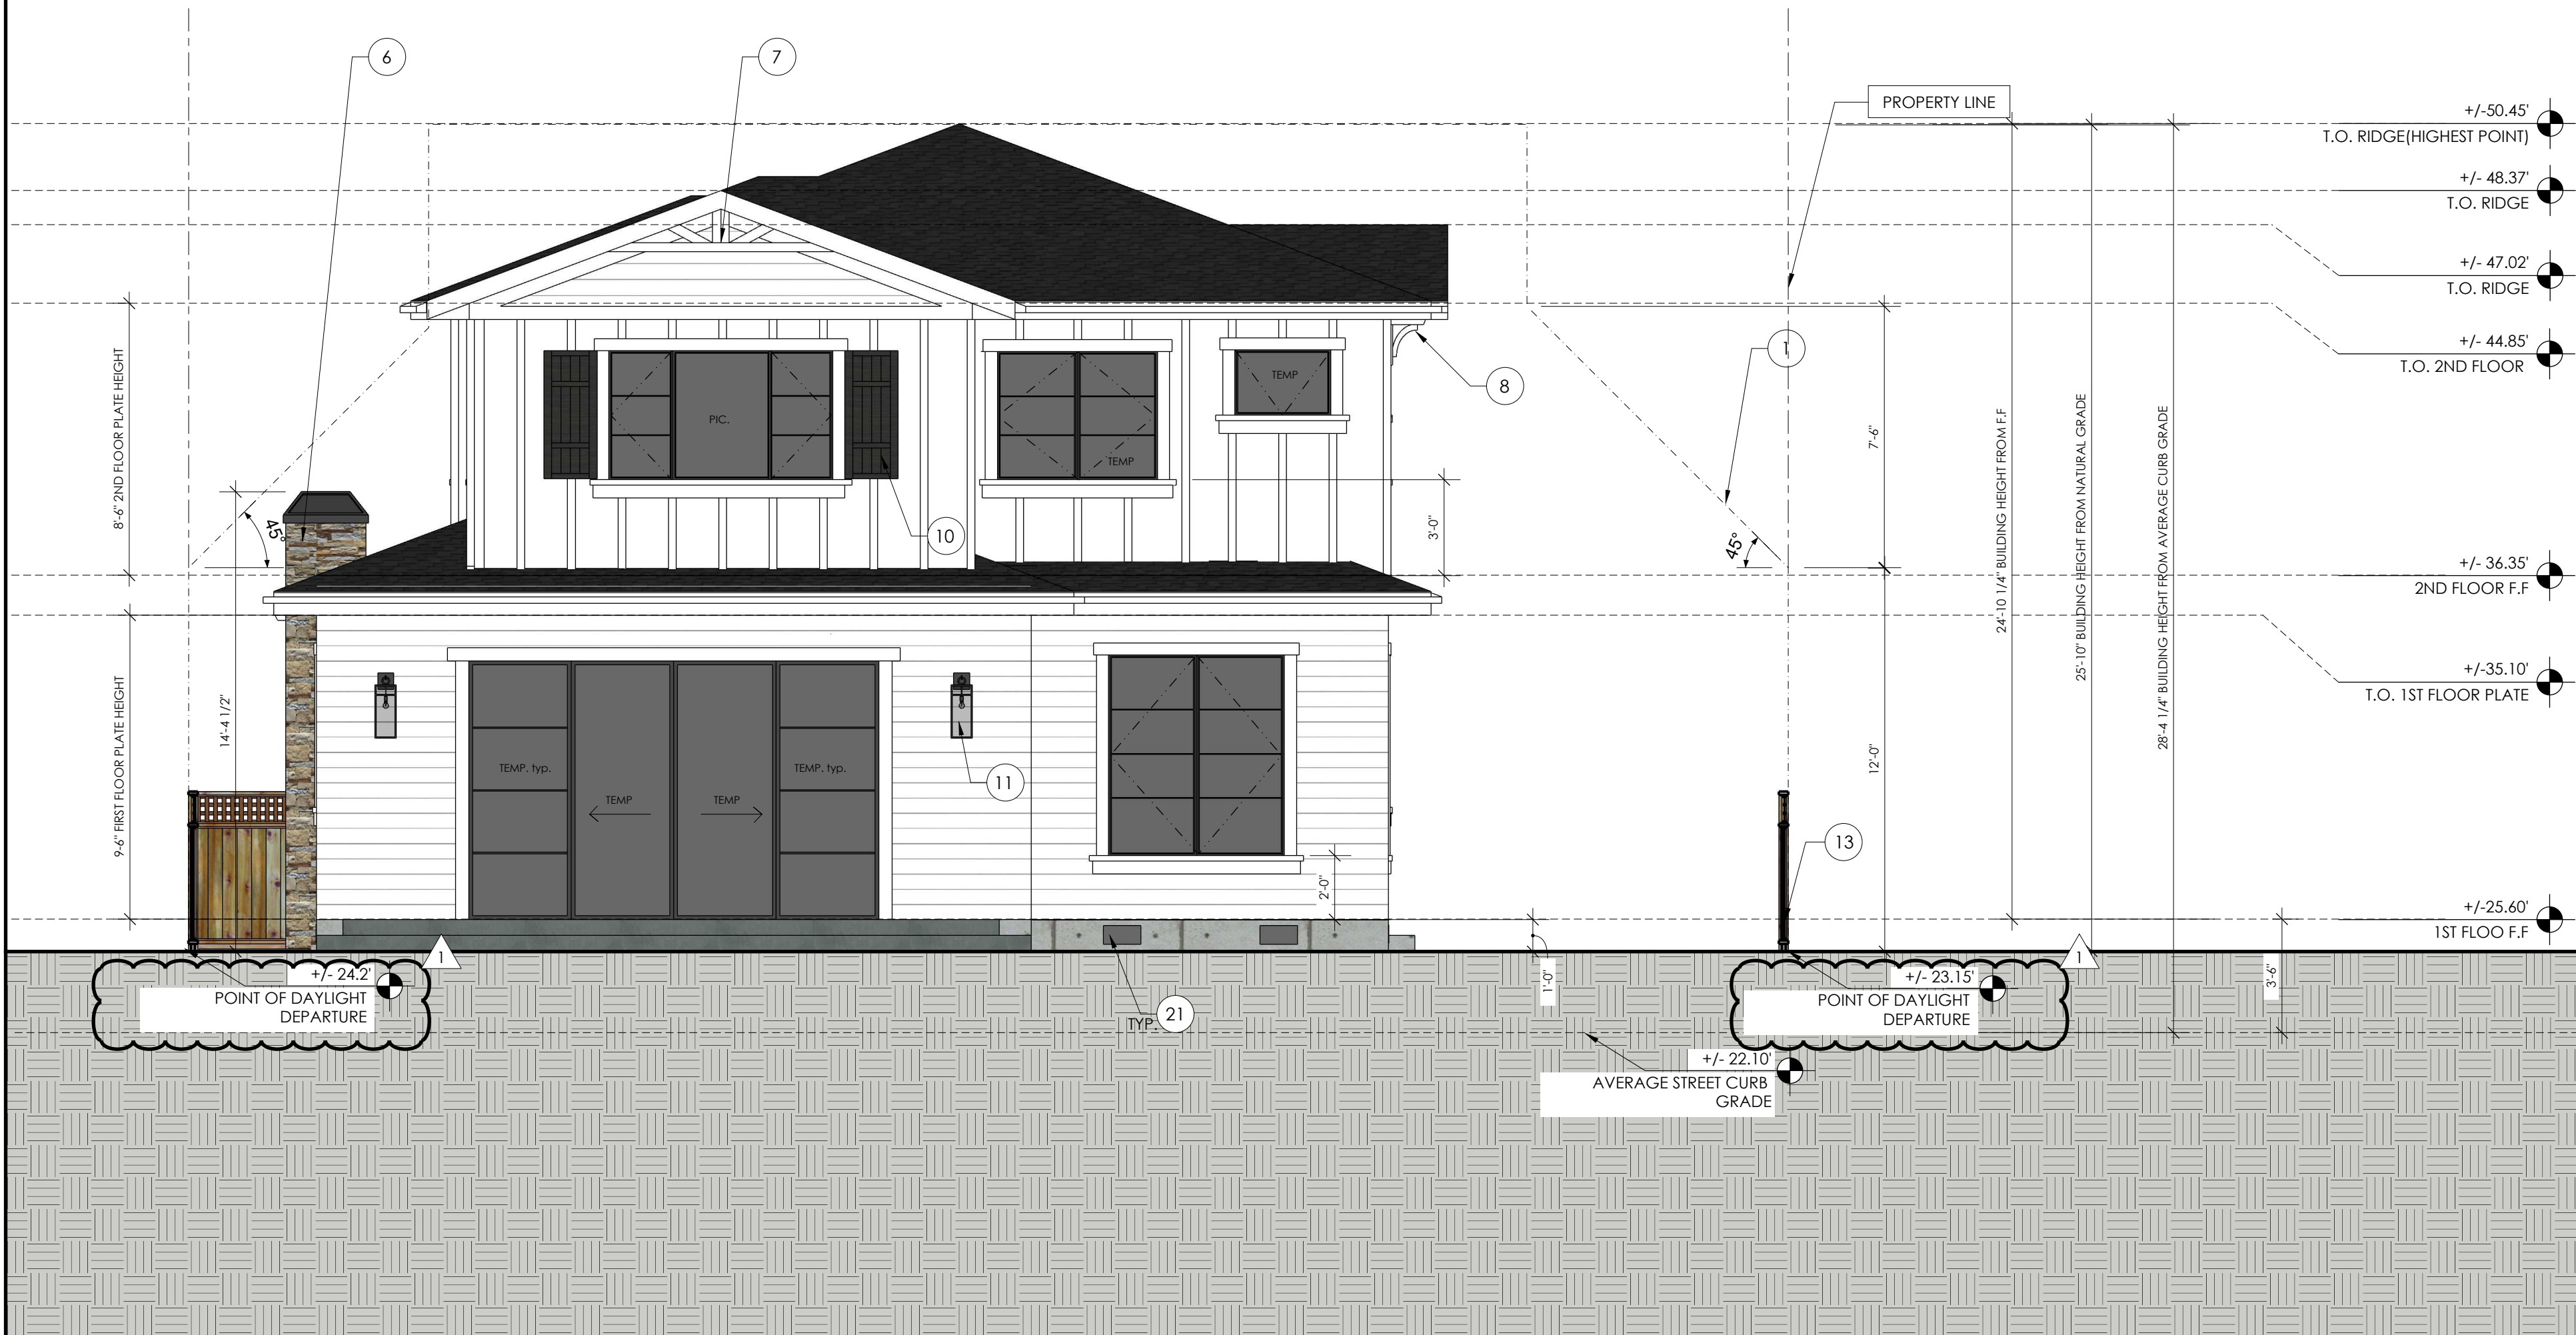 6
7
PROPERTY LINE
+/-50.45'
T.O. RIDGE(HIGHEST POINT)
+/- 48.37'
T.O. RIDGE
+/- 47.02'
T.O. RIDGE
+/- 44.85'
T.O. 2ND FLOOR
1
8
8'-6" 2ND FLOOR PLATE HEIGHT
PIC.
TEMP
TEMP
10
7'-6"
24'-10 1/4" BUILDING HEIGHT FROM F.F
25'-10" BUILDING HEIGHT FROM NATURAL GRADE
28'-4 1/4" BUILDING HEIGHT FROM AVERAGE CURB GRADE
45°
3'-0"
45°
+/- 36.35'
2ND FLOOR F.F
+/-35.10'
T.O. 1ST FLOOR PLATE
9'-6" FIRST FLOOR PLATE HEIGHT
14'-4 1/2"
TEMP. typ.
TEMP
TEMP
TEMP. typ.
11
12'-0"
13
2'-0"
+/-25.60'
1ST FLOO F.F
1
1
+/- 24.2'
POINT OF DAYLIGHT
DEPARTURE
TYP.
21
1'-0"
+/- 23.15'
POINT OF DAYLIGHT
DEPARTURE
3'-6"
+/- 22.10'
AVERAGE STREET CURB
GRADE